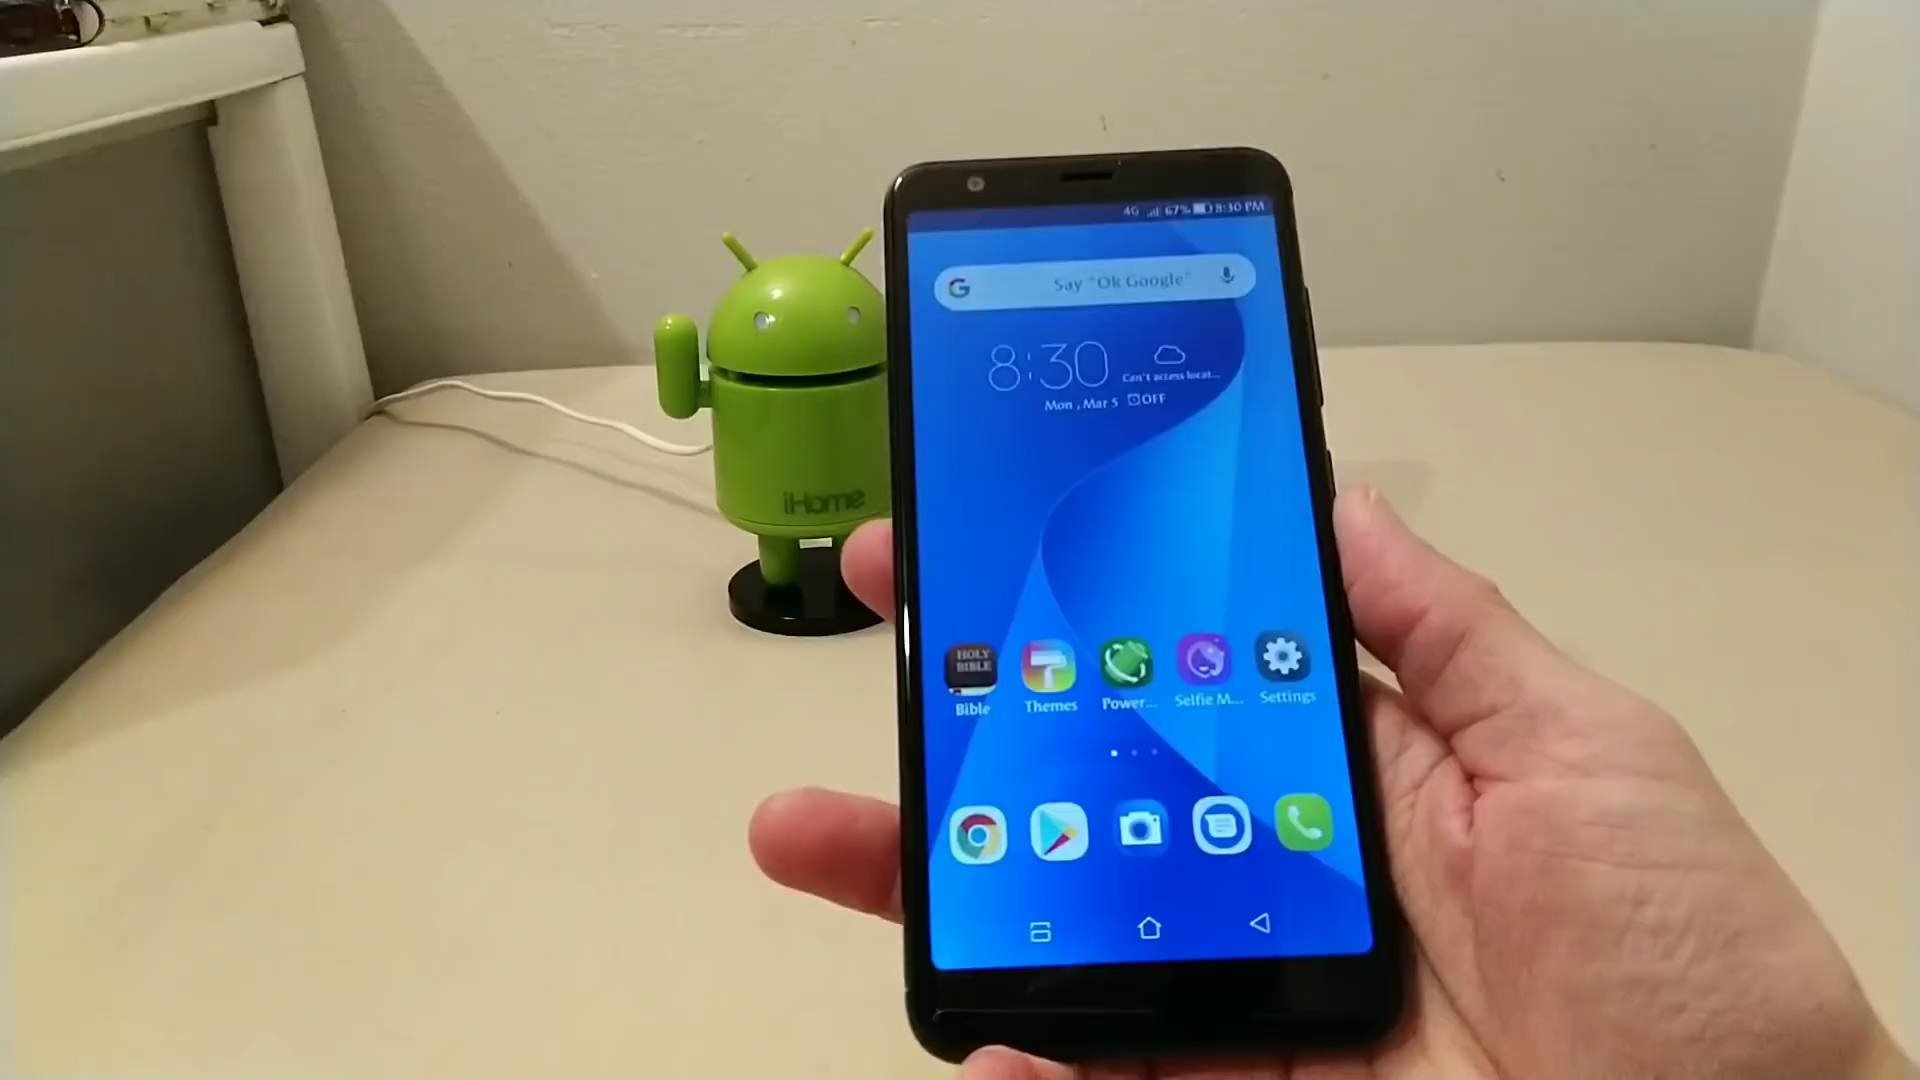 4G 67% 8:30 PM
Say "Ok Google"
8:30
Can't access locat...
Mon , Mar 5 OFF
iHome
HOLY
BIBLE
Bible Themes Power... Selfie M... Settings